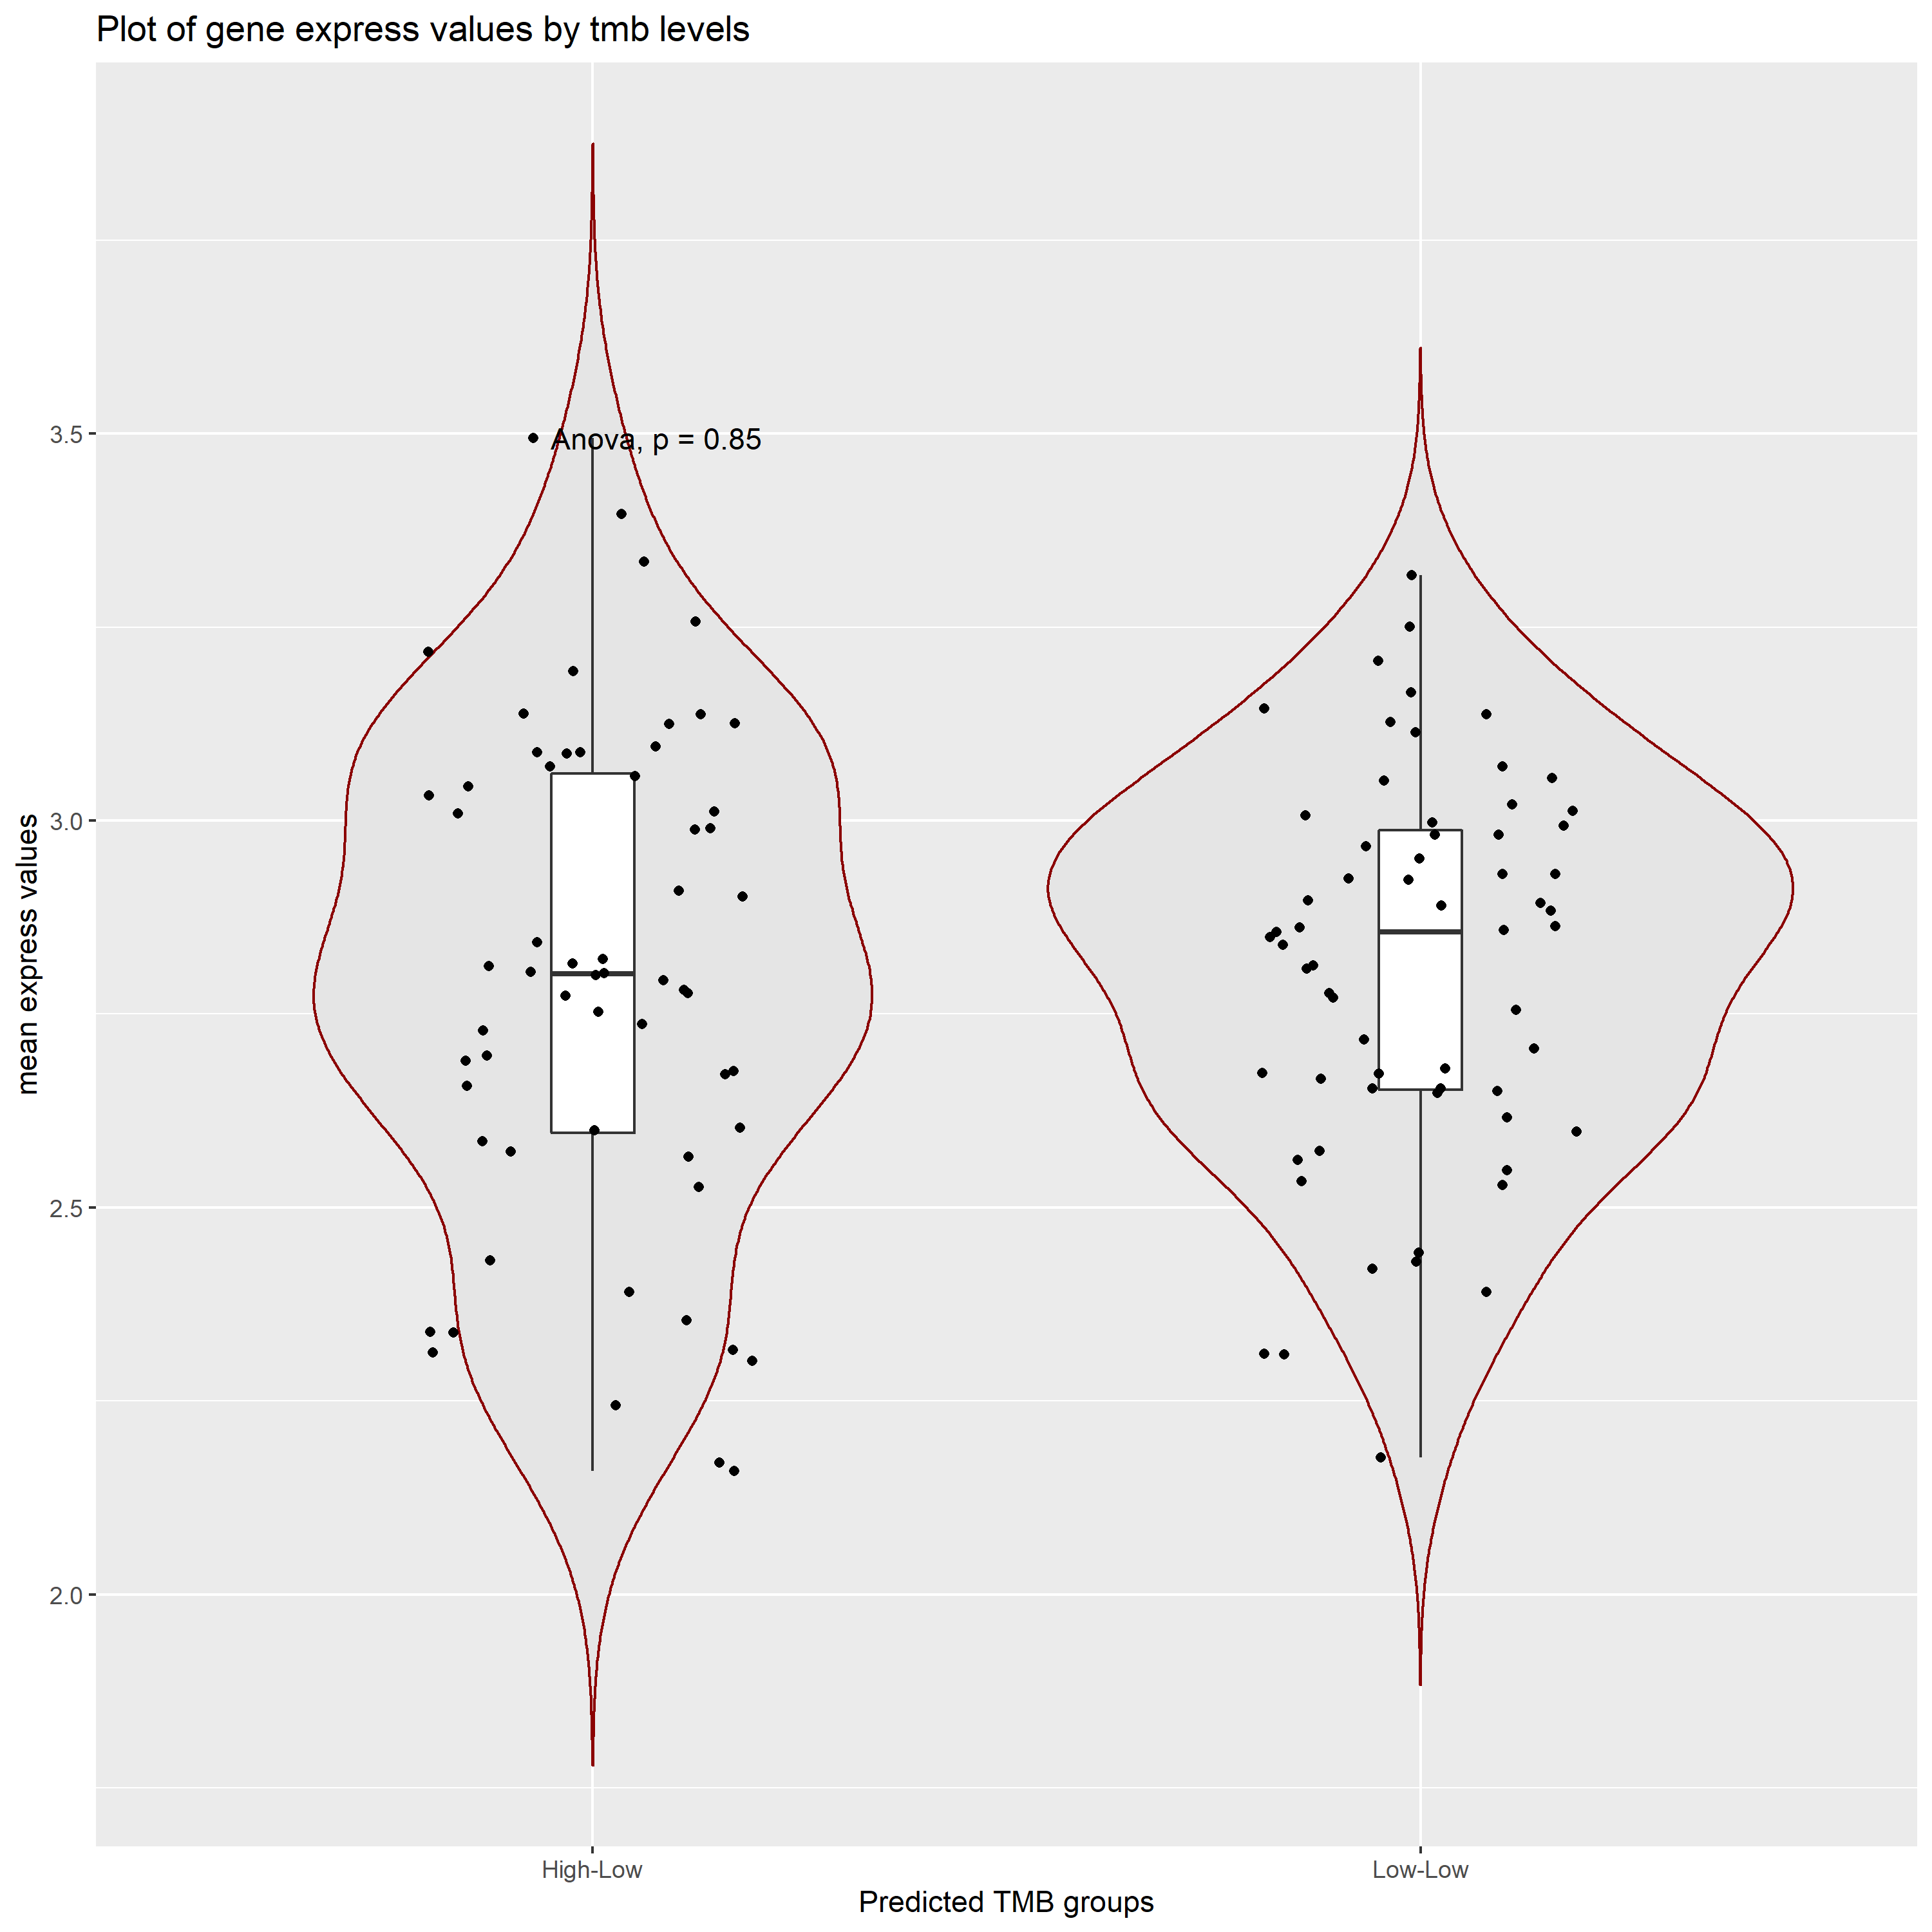 Plot of gene express values by tmb levels
mean express values
3.5
3.0
2.5
2.0
Anova, p = 0.85
High-Low
Low-Low
Predicted TMB groups